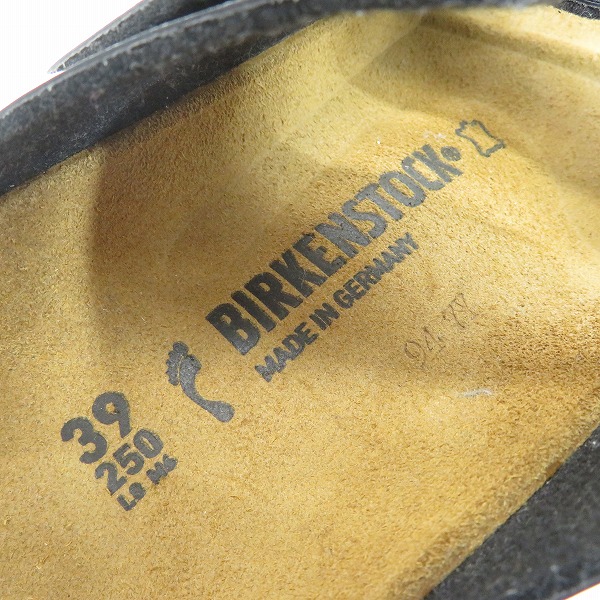 BIRKENSTOCK®
MADE IN GERMANY
39
250
L8 M6